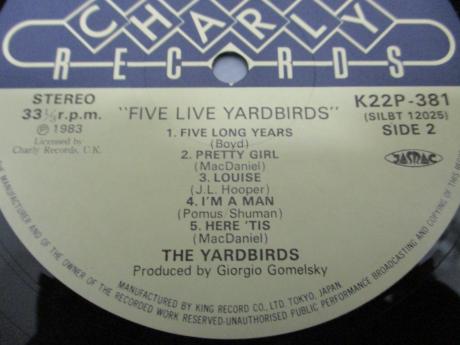 CHARLY
RECORDS
STEREO
33⅓ r.p.m.
Ⓟ1983
Licensed by
Charly Records, U.K.
"FIVE LIVE YARDBIRDS"
K22P-381
(SILBT 12025)
SIDE 2
JASRAC
1. FIVE LONG YEARS
(Boyd)
2. PRETTY GIRL
(MacDaniel)
3. LOUISE
(J.L. Hooper)
4. I'M A MAN
(Pomus Shuman)
5. HERE 'TIS
(MacDaniel)
THE YARDBIRDS
Produced by Giorgio Gomelsky
MANUFACTURED BY KING RECORD CO., LTD. TOKYO, JAPAN
THE MANUFACTURER AND OF THE OWNER OF THE RECORDED WORK RESERVED-UNAUTHORISED PUBLIC PERFORMANCE BROADCASTING AND COPYING OF THIS